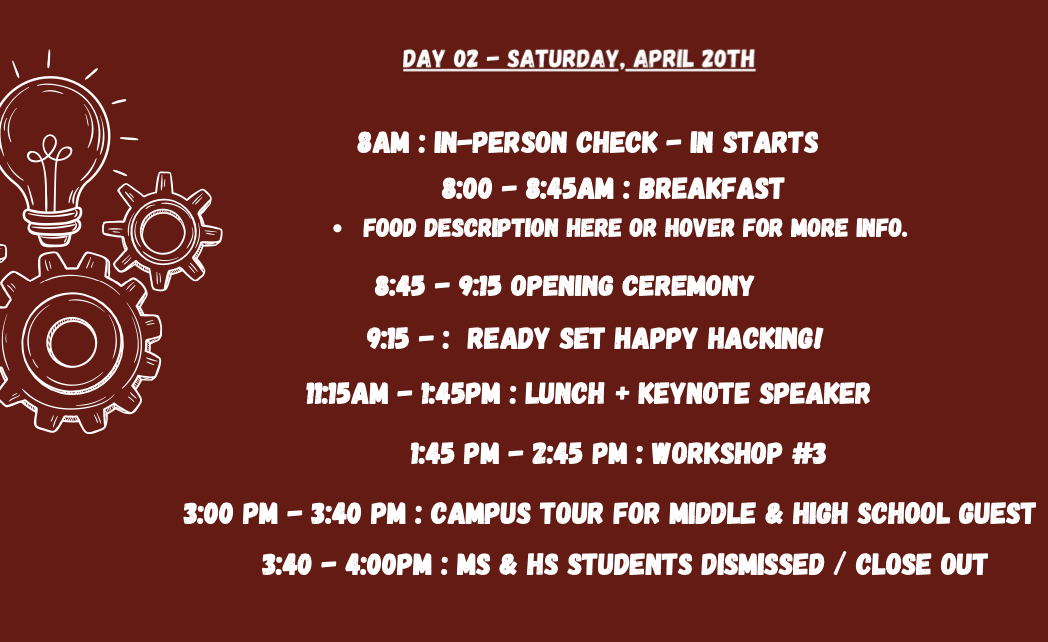 DAY 02 - SATURDAY, APRIL 20TH
8AM : IN-PERSON CHECK - IN STARTS
8:00 - 8:45AM : BREAKFAST
• FOOD DESCRIPTION HERE OR HOVER FOR MORE INFO.
8:45 - 9:15 OPENING CEREMONY
9:15 - : READY SET HAPPY HACKING!
11:15AM - 1:45PM : LUNCH + KEYNOTE SPEAKER
1:45 PM - 2:45 PM : WORKSHOP #3
3:00 PM - 3:40 PM : CAMPUS TOUR FOR MIDDLE & HIGH SCHOOL GUEST
3:40 - 4:00PM : MS & HS STUDENTS DISMISSED / CLOSE OUT